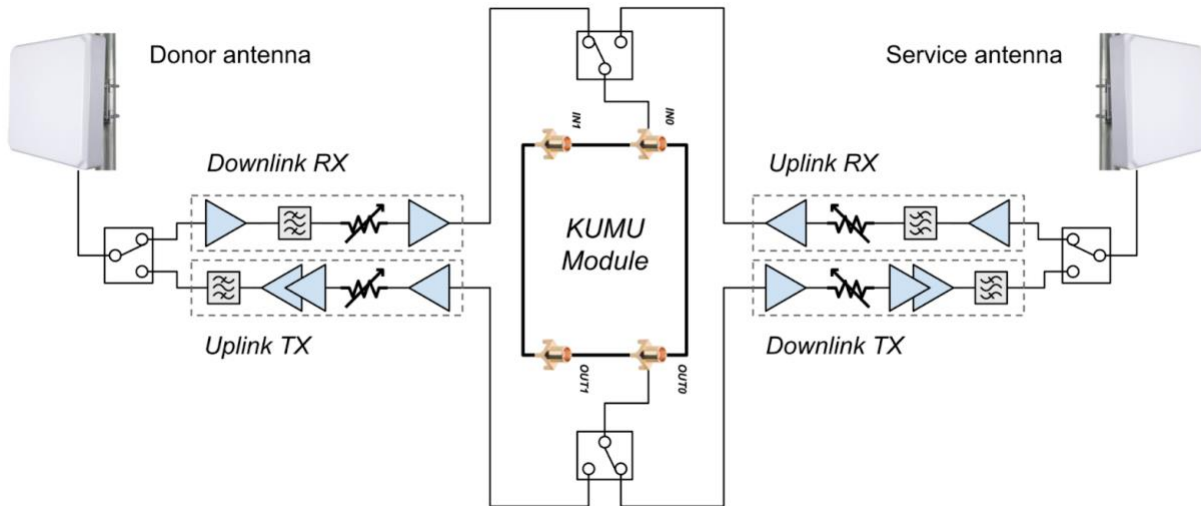 Donor antenna
Service antenna
IN1
IN0
Downlink RX
Uplink RX
KUMU
Module
Uplink TX
Downlink TX
OUT1
OUT0